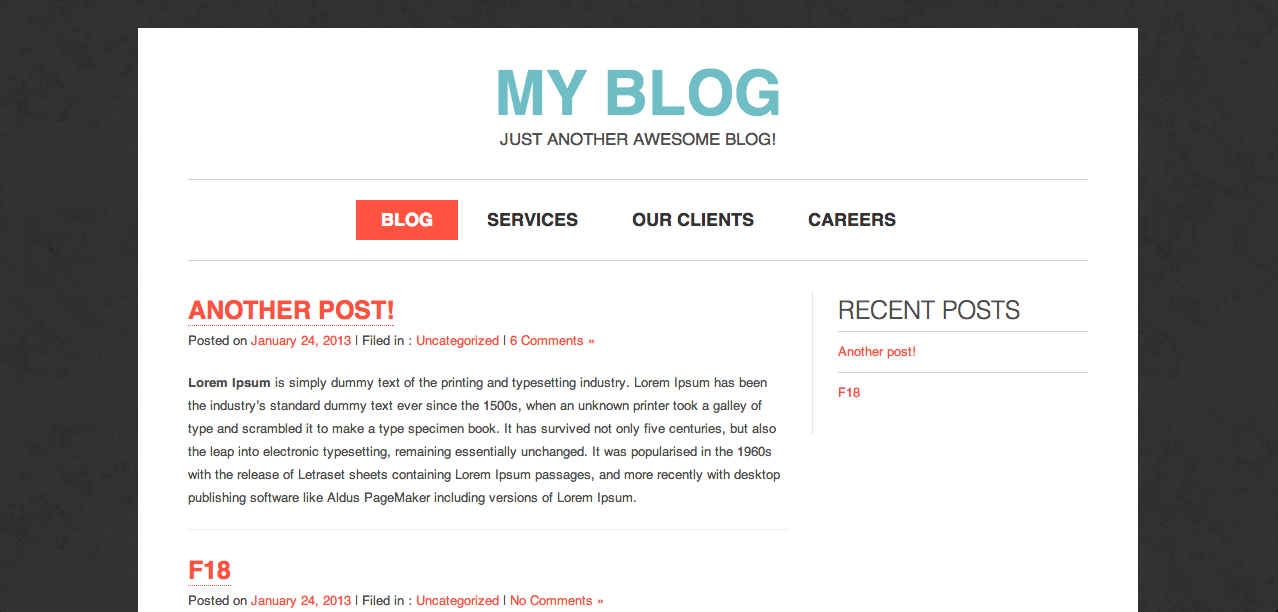 MY BLOG
JUST ANOTHER AWESOME BLOG!
BLOG SERVICES OUR CLIENTS CAREERS
ANOTHER POST!
Posted on January 24, 2013 | Filed in : Uncategorized | 6 Comments »
Lorem Ipsum is simply dummy text of the printing and typesetting industry. Lorem Ipsum has been
the industry’s standard dummy text ever since the 1500s, when an unknown printer took a galley of
type and scrambled it to make a type specimen book. It has survived not only five centuries, but also
the leap into electronic typesetting, remaining essentially unchanged. It was popularised in the 1960s
with the release of Letraset sheets containing Lorem Ipsum passages, and more recently with desktop
publishing software like Aldus PageMaker including versions of Lorem Ipsum.
F18
Posted on January 24, 2013 | Filed in : Uncategorized | No Comments »
RECENT POSTS
Another post!
F18